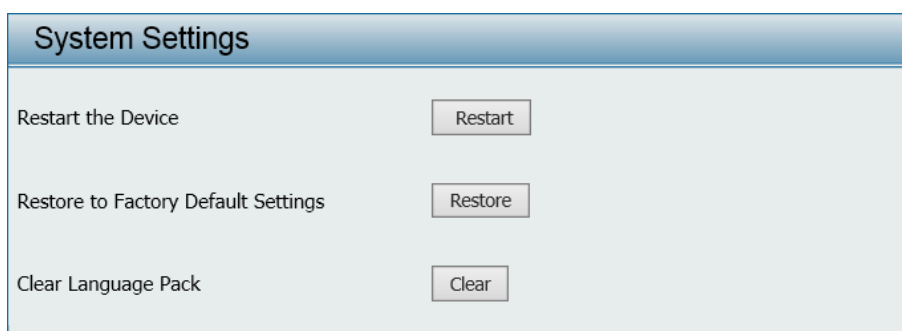 System Settings
Restart the Device Restart
Restore to Factory Default Settings Restore
Clear Language Pack Clear